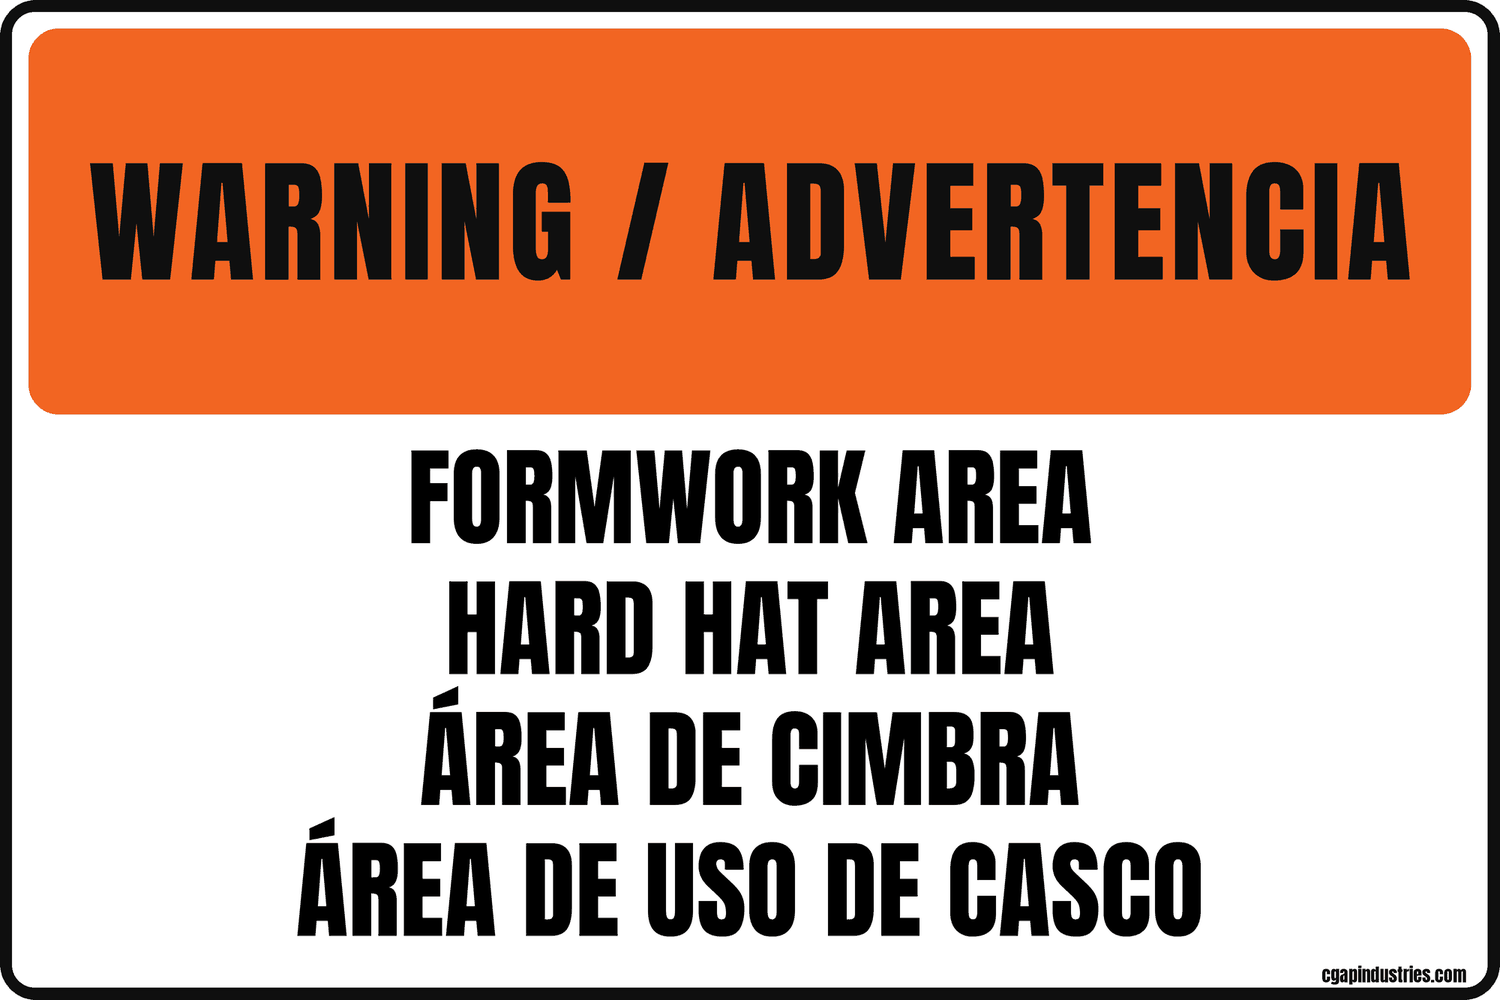 WARNING / ADVERTENCIA
FORMWORK AREA
HARD HAT AREA
ÁREA DE CIMBRA
ÁREA DE USO DE CASCO
cgapindustries.com